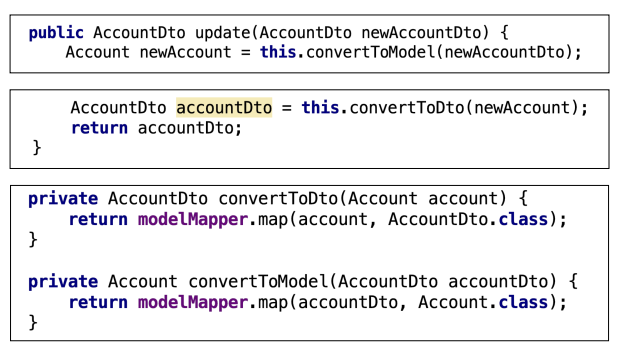 public AccountDto update(AccountDto newAccountDto) {
    Account newAccount = this.convertToModel(newAccountDto);
    AccountDto accountDto = this.convertToDto(newAccount);
    return accountDto;
}
private AccountDto convertToDto(Account account) {
    return modelMapper.map(account, AccountDto.class);
}
private Account convertToModel(AccountDto accountDto) {
    return modelMapper.map(accountDto, Account.class);
}